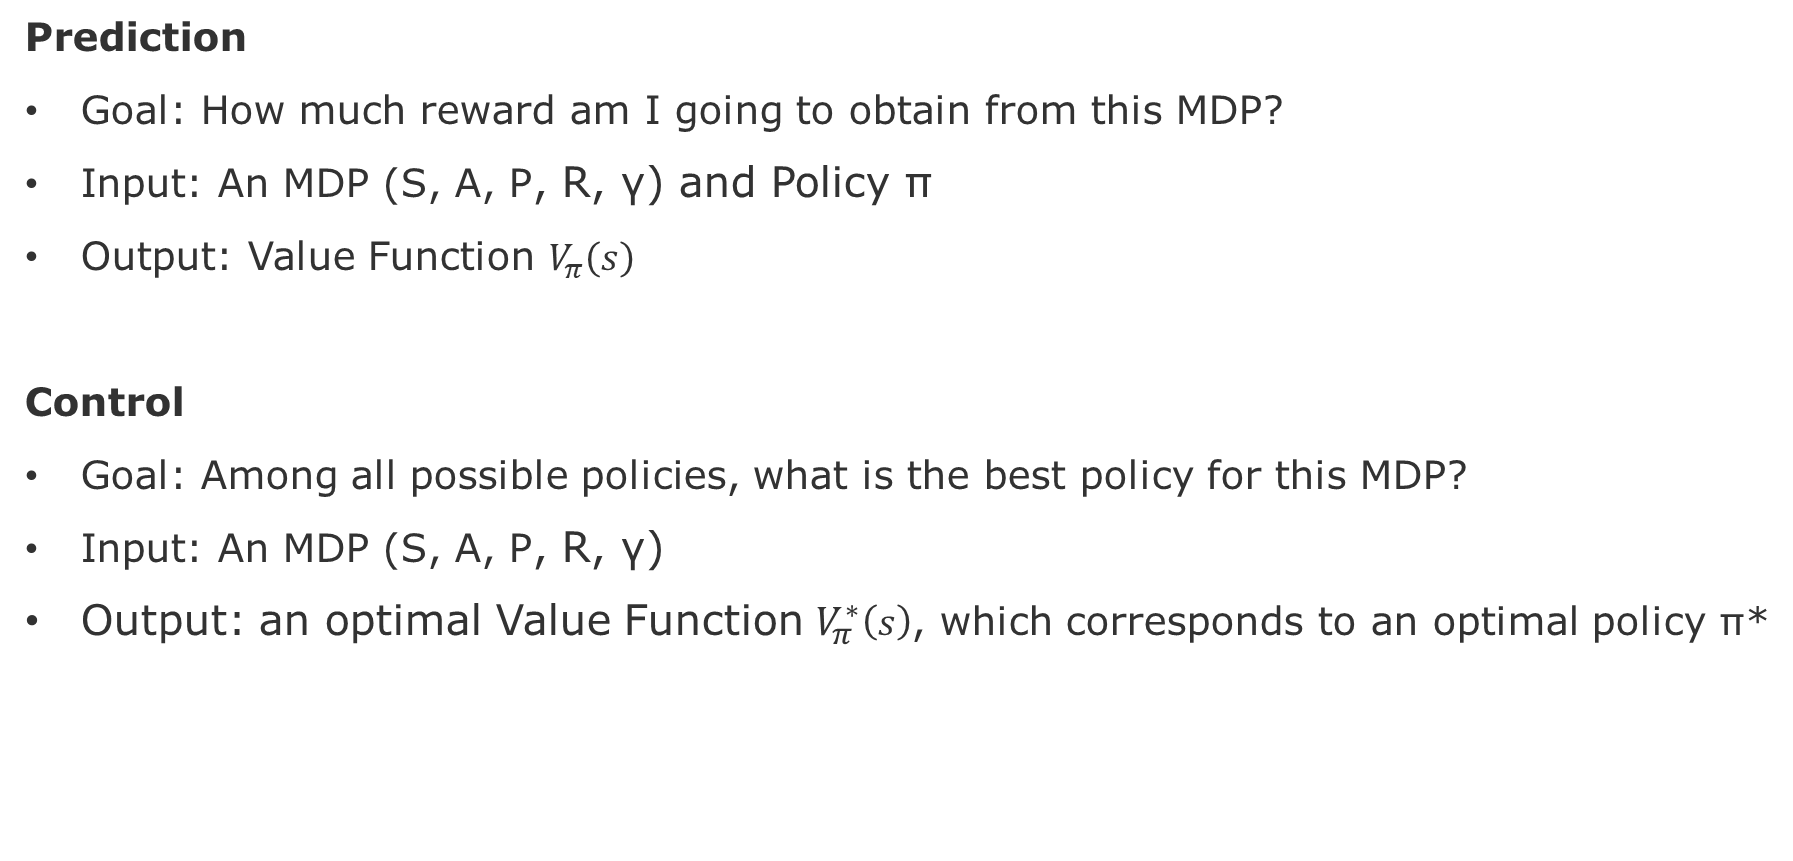 Prediction
• Goal: How much reward am I going to obtain from this MDP?
• Input: An MDP (S, A, P, R, γ) and Policy π
• Output: Value Function V_π(s)
Control
• Goal: Among all possible policies, what is the best policy for this MDP?
• Input: An MDP (S, A, P, R, γ)
• Output: an optimal Value Function V_π^*(s), which corresponds to an optimal policy π*